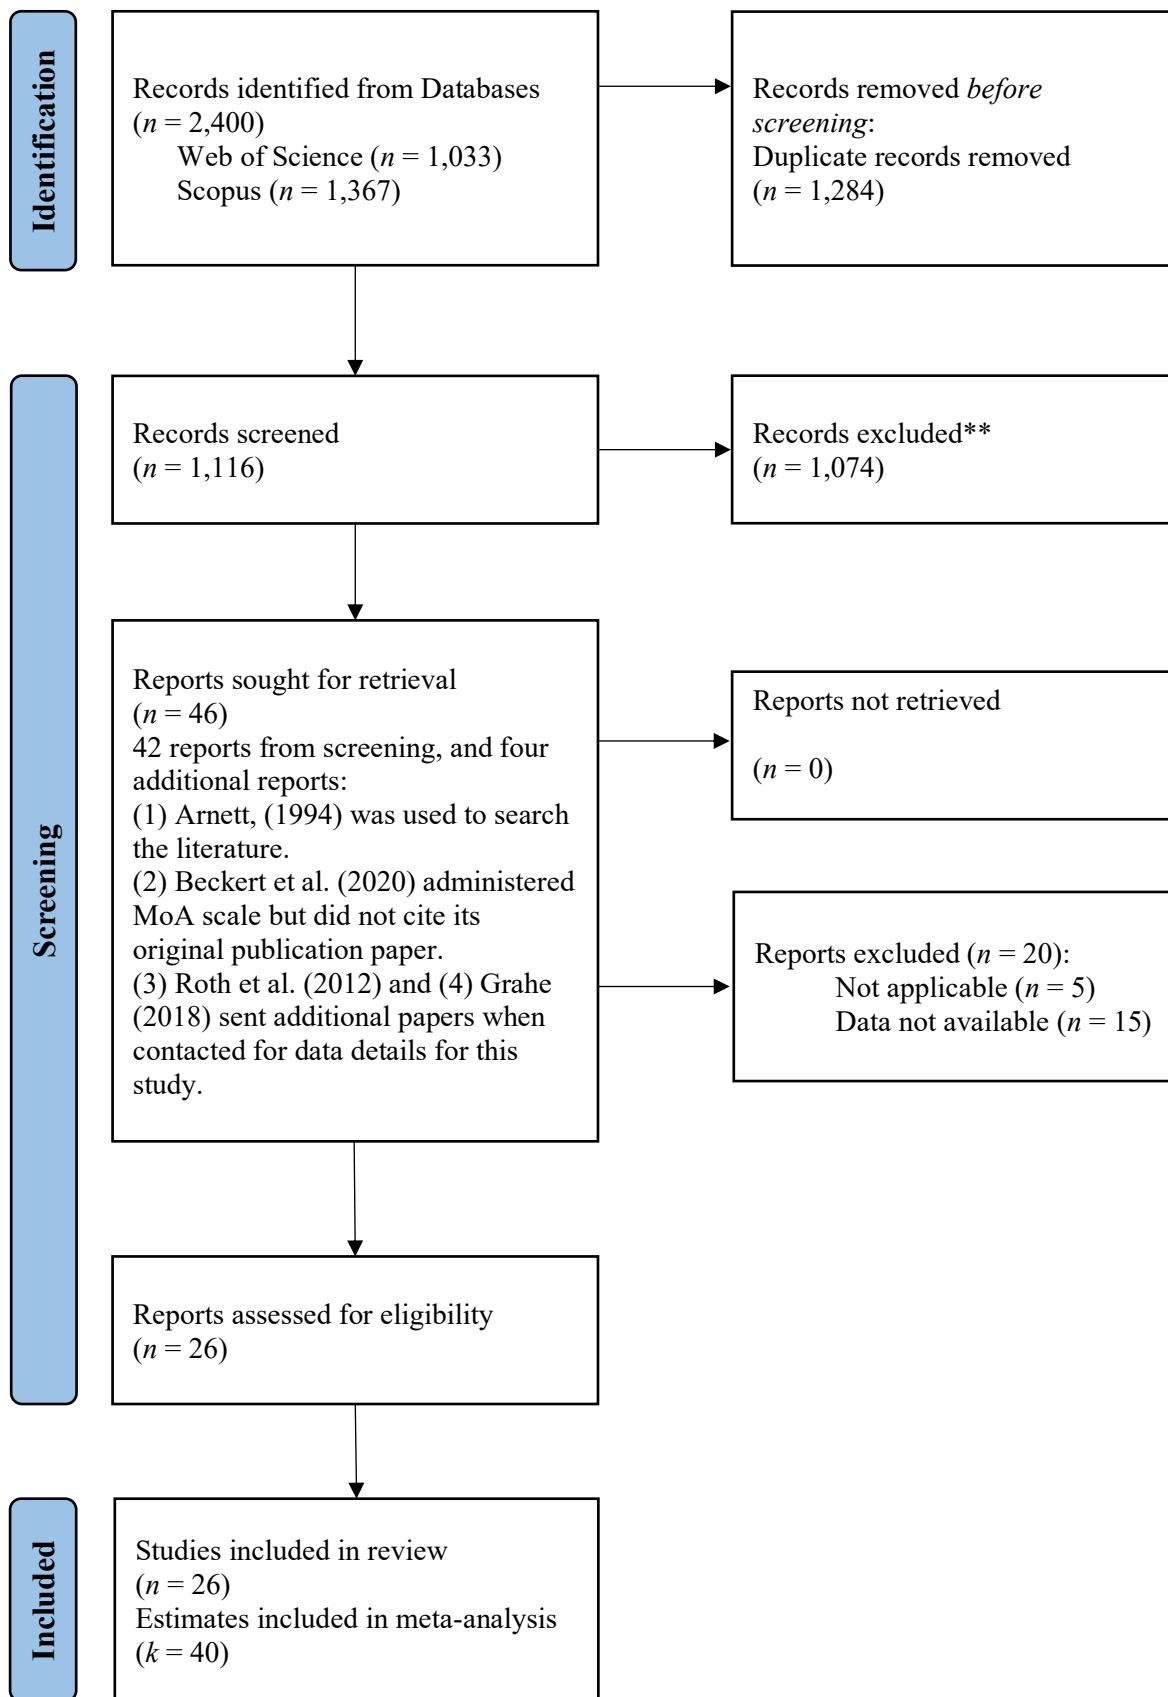 Identification
Records identified from Databases
(n = 2,400)
Web of Science (n = 1,033)
Scopus (n = 1,367)
Records removed before
screening:
Duplicate records removed
(n = 1,284)
Screening
Records screened
(n = 1,116)
Records excluded**
(n = 1,074)
Reports sought for retrieval
(n = 46)
42 reports from screening, and four
additional reports:
(1) Arnett, (1994) was used to search
the literature.
(2) Beckert et al. (2020) administered
MoA scale but did not cite its
original publication paper.
(3) Roth et al. (2012) and (4) Grahe
(2018) sent additional papers when
contacted for data details for this
study.
Reports not retrieved
(n = 0)
Reports excluded (n = 20):
Not applicable (n = 5)
Data not available (n = 15)
Reports assessed for eligibility
(n = 26)
Included
Studies included in review
(n = 26)
Estimates included in meta-analysis
(k = 40)